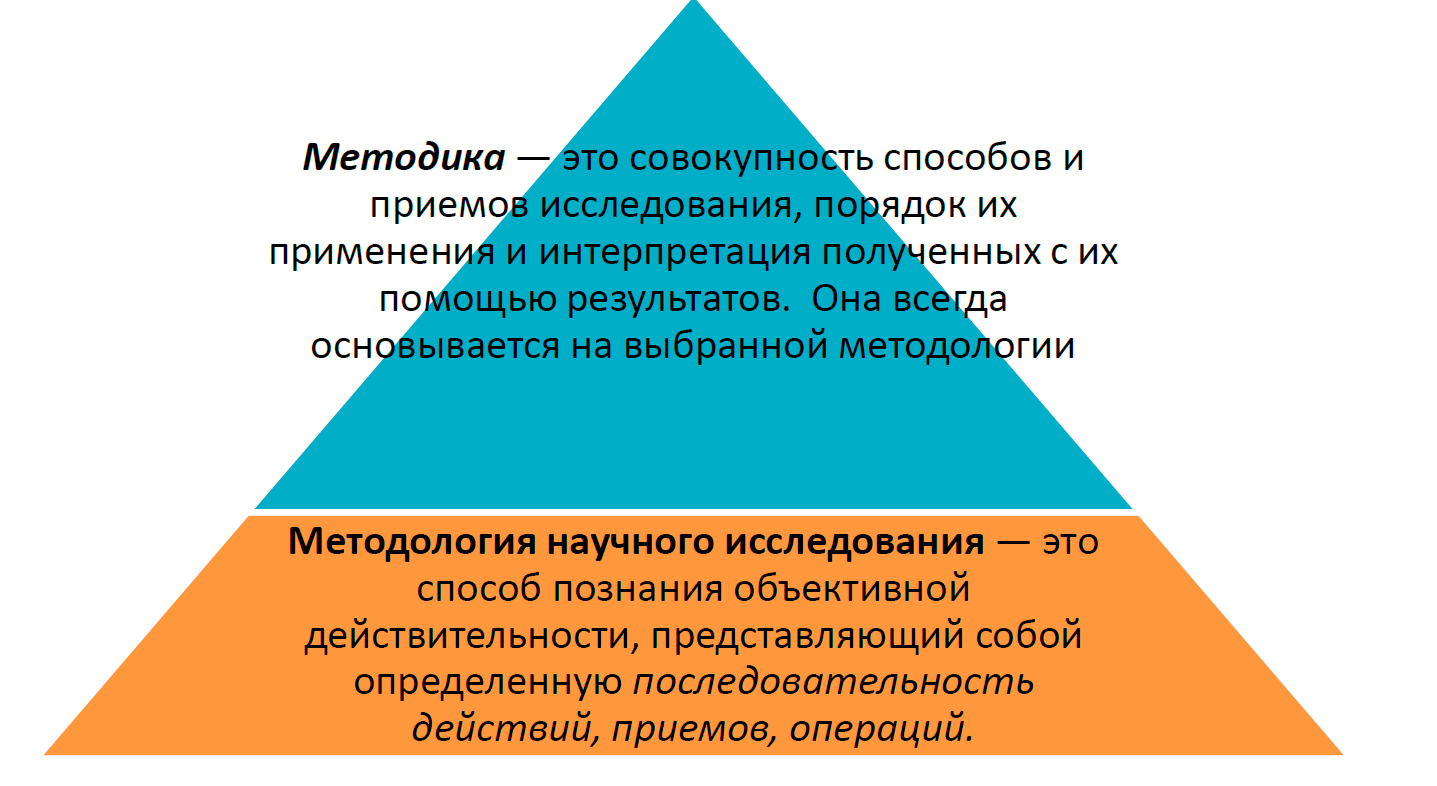 Методика — это совокупность способов и
приемов исследования, порядок их
применения и интерпретация полученных с их
помощью результатов.  Она всегда
основывается на выбранной методологии
Методология научного исследования — это
способ познания объективной
действительности, представляющий собой
определенную последовательность
действий, приемов, операций.